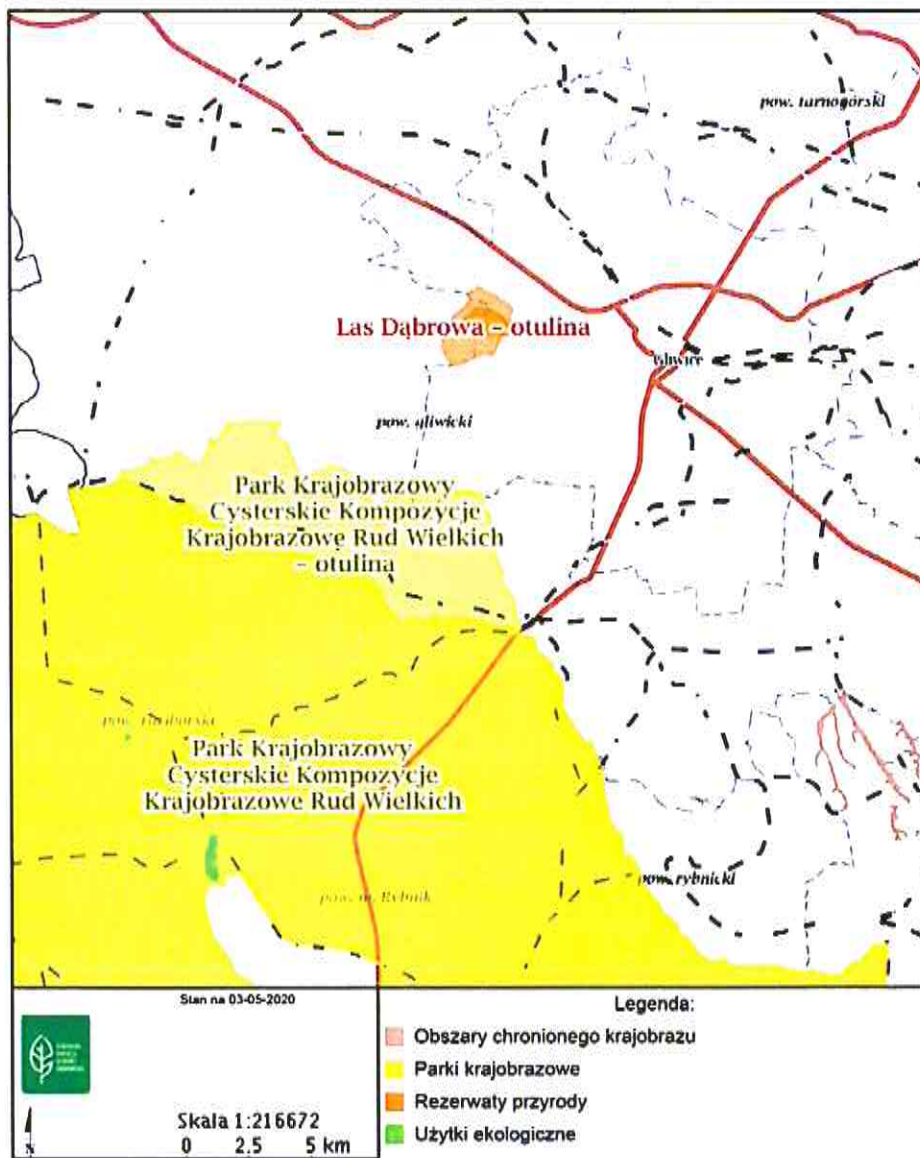 pow. tarnogórski
Las Dąbrowa – otulina
Gliwice
pow. gliwicki
Park Krajobrazowy
Cysterskie Kompozycje
Krajobrazowe Rud Wielkich
– otulina
pow. raciborski
Park Krajobrazowy
Cysterskie Kompozycje
Krajobrazowe Rud Wielkich
pow. rybnicki
pow. m. Rybnik
Stan na 03-05-2020
Legenda:
Obszary chronionego krajobrazu
Parki krajobrazowe
Rezerwaty przyrody
Użytki ekologiczne
N
Skala 1:216672
0 2.5 5 km